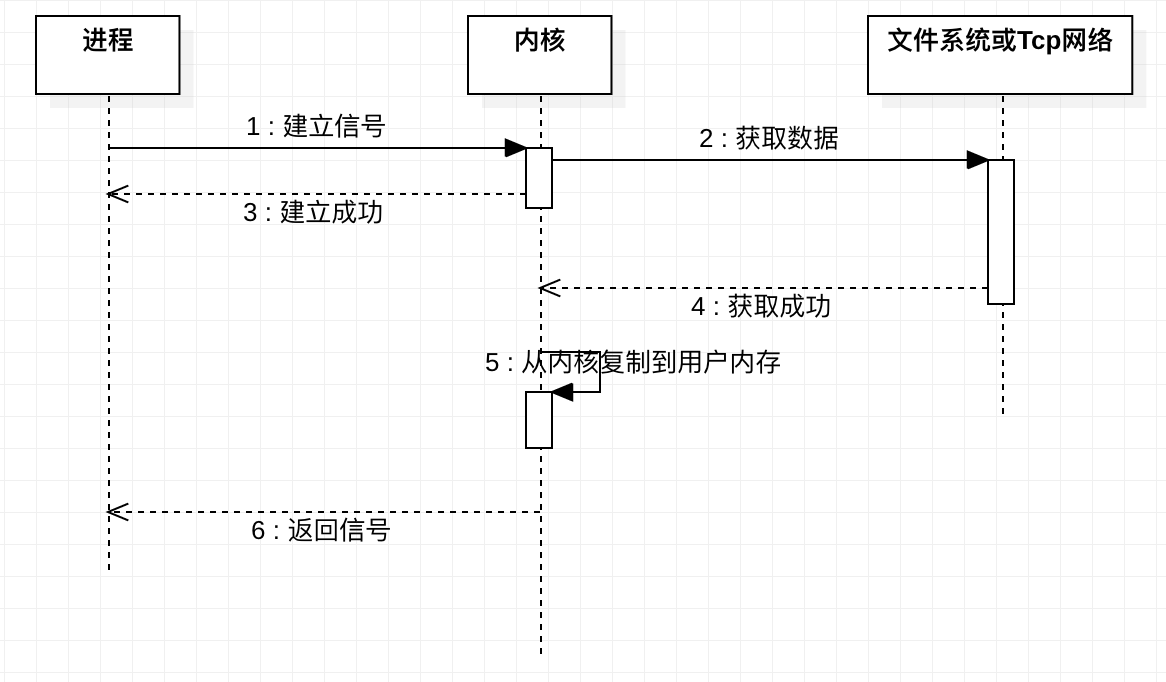 进程
内核
文件系统或Tcp网络
1 : 建立信号
2 : 获取数据
3 : 建立成功
4 : 获取成功
5 : 从内核复制到用户内存
6 : 返回信号